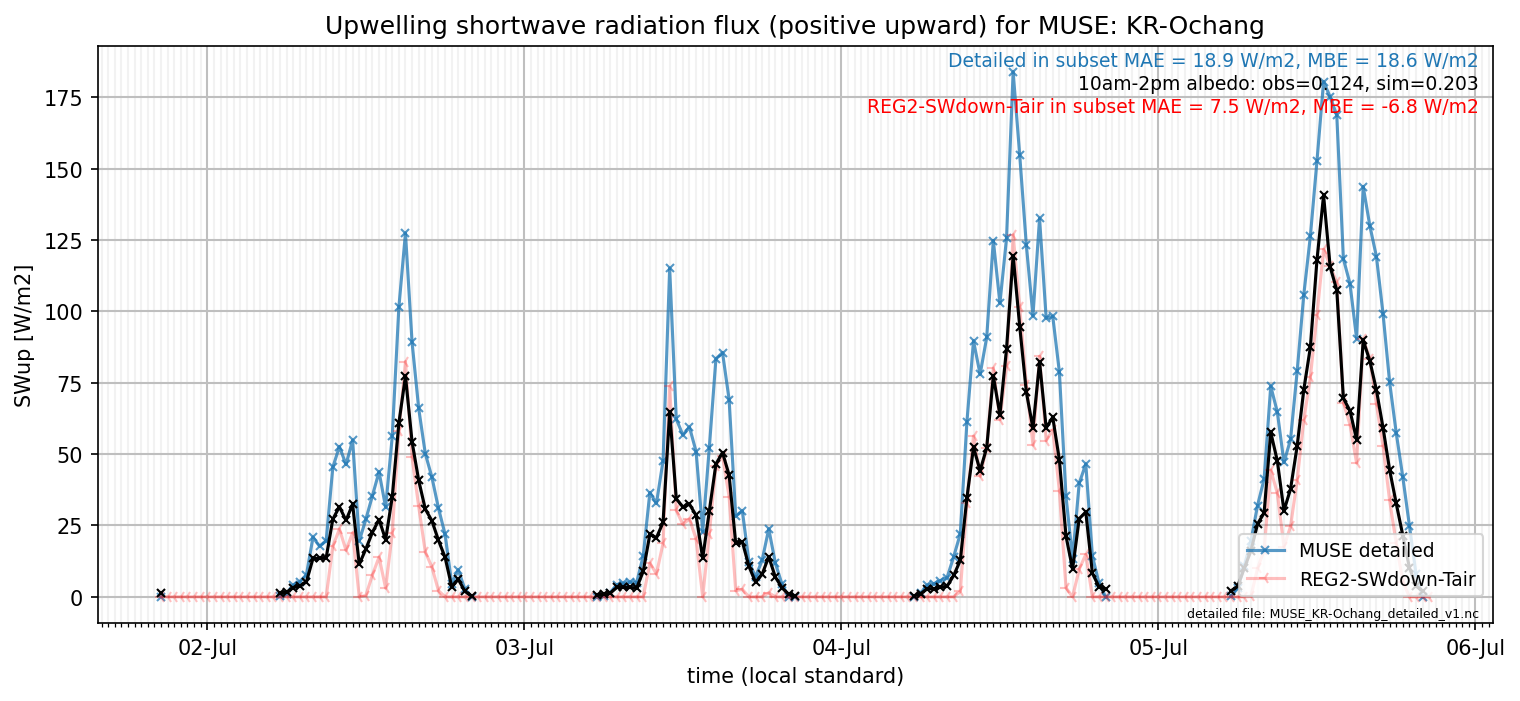 Upwelling shortwave radiation flux (positive upward) for MUSE: KR-Ochang
Detailed in subset MAE = 18.9 W/m2, MBE = 18.6 W/m2
10am-2pm albedo: obs=0.124, sim=0.203
REG2-SWdown-Tair in subset MAE = 7.5 W/m2, MBE = -6.8 W/m2
SWup [W/m2]
175
150
125
100
75
50
25
0
MUSE detailed
REG2-SWdown-Tair
detailed file: MUSE_KR-Ochang_detailed_v1.nc
02-Jul
03-Jul
04-Jul
05-Jul
06-Jul
time (local standard)